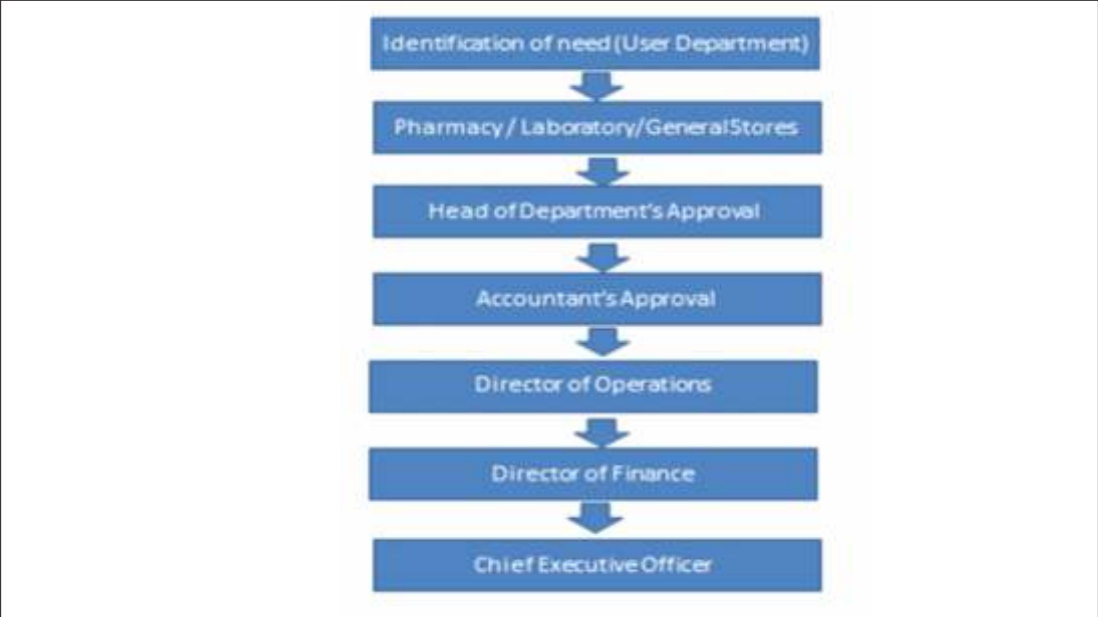 Identification of need (User Department)
Pharmacy / Laboratory/General Stores
Head of Department's Approval
Accountant's Approval
Director of Operations
Director of Finance
Chief Executive Officer